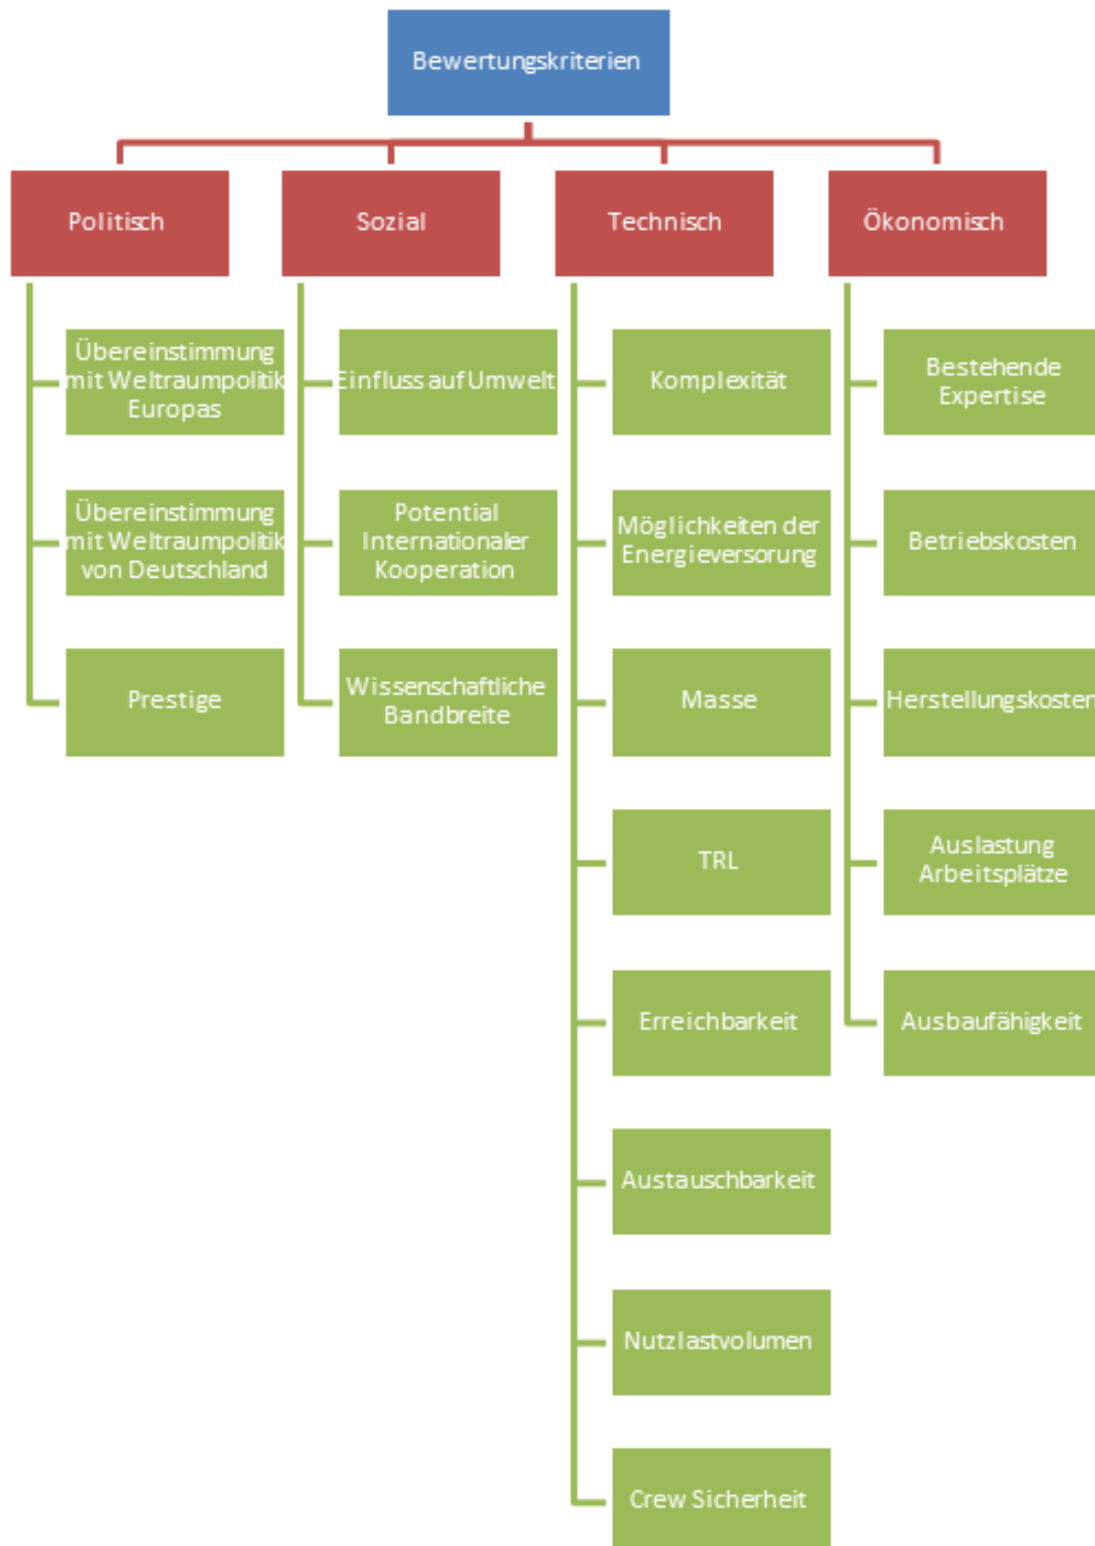 Bewertungskriterien
Politisch
Übereinstimmung
mit Weltraumpolitik
Europas
Übereinstimmung
mit Weltraumpolitik
von Deutschland
Prestige
Sozial
Einfluss auf Umwelt
Potential
Internationaler
Kooperation
Wissenschaftliche
Bandbreite
Technisch
Komplexität
Möglichkeiten der
Energieversorung
Masse
TRL
Erreichbarkeit
Austauschbarkeit
Nutzlastvolumen
Crew Sicherheit
Ökonomisch
Bestehende
Expertise
Betriebskosten
Herstellungskosten
Auslastung
Arbeitsplätze
Ausbaufähigkeit